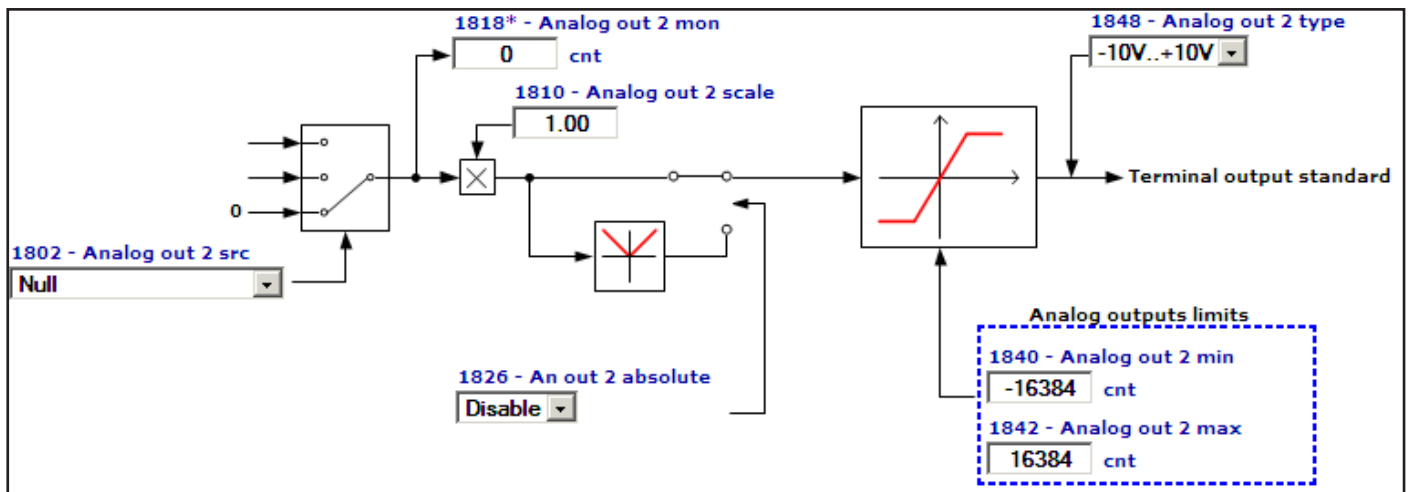 1818* - Analog out 2 mon
0 cnt
1848 - Analog out 2 type
-10V..+10V
1810 - Analog out 2 scale
1.00
Terminal output standard
0
1802 - Analog out 2 src
Null
Analog outputs limits
1840 - Analog out 2 min
-16384 cnt
1826 - An out 2 absolute
Disable
1842 - Analog out 2 max
16384 cnt